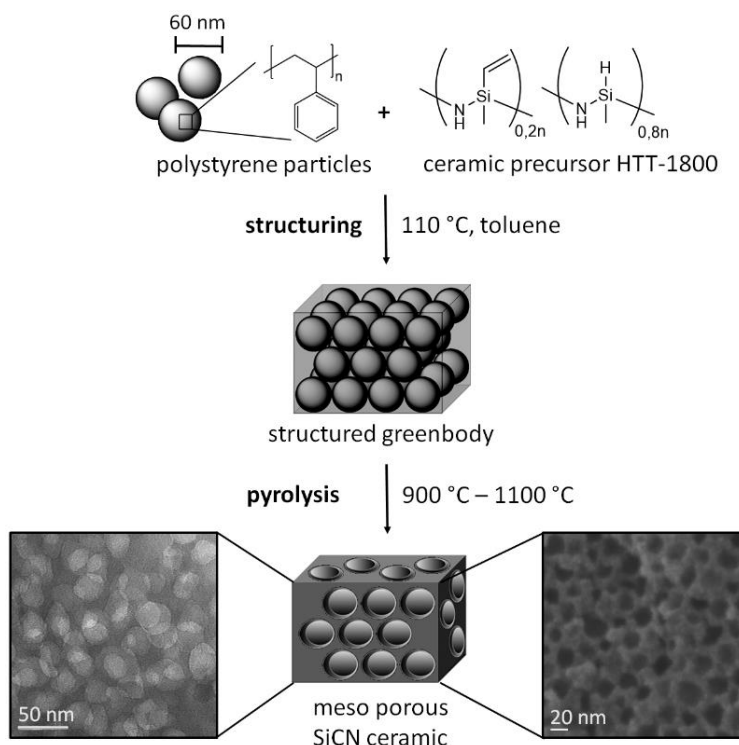 60 nm
n
+
N
H
Si
0,2n
N
H
Si
H
0,8n
polystyrene particles
ceramic precursor HTT-1800
structuring 110 °C, toluene
structured greenbody
pyrolysis 900 °C – 1100 °C
50 nm
20 nm
meso porous
SiCN ceramic